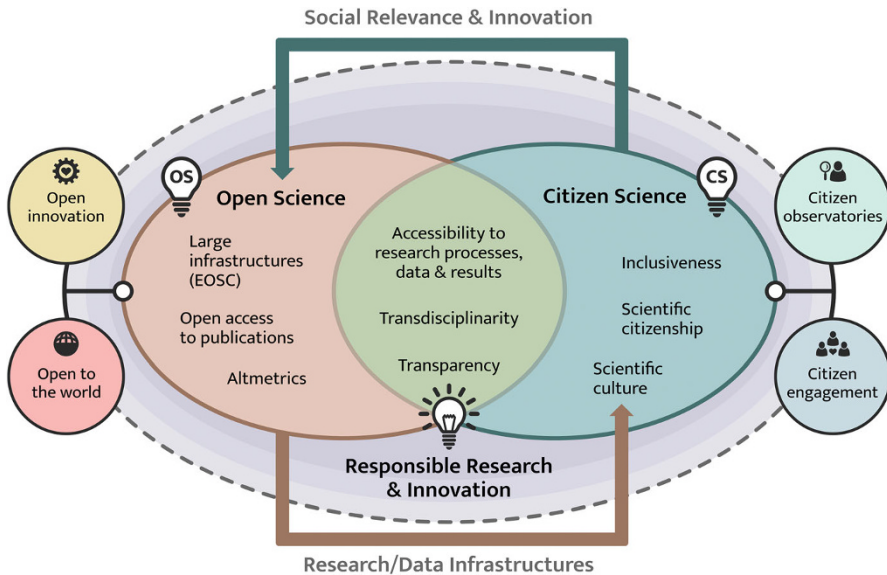 Social Relevance & Innovation
OS
CS
Open Science
Citizen Science
Open
innovation
Citizen
observatories
Large
infrastructures
(EOSC)
Accessibility to
research processes,
data & results
Inclusiveness
Open access
to publications
Transdisciplinarity
Scientific
citizenship
Open to
the world
Altmetrics
Transparency
Scientific
culture
Citizen
engagement
Responsible Research
& Innovation
Research/Data Infrastructures